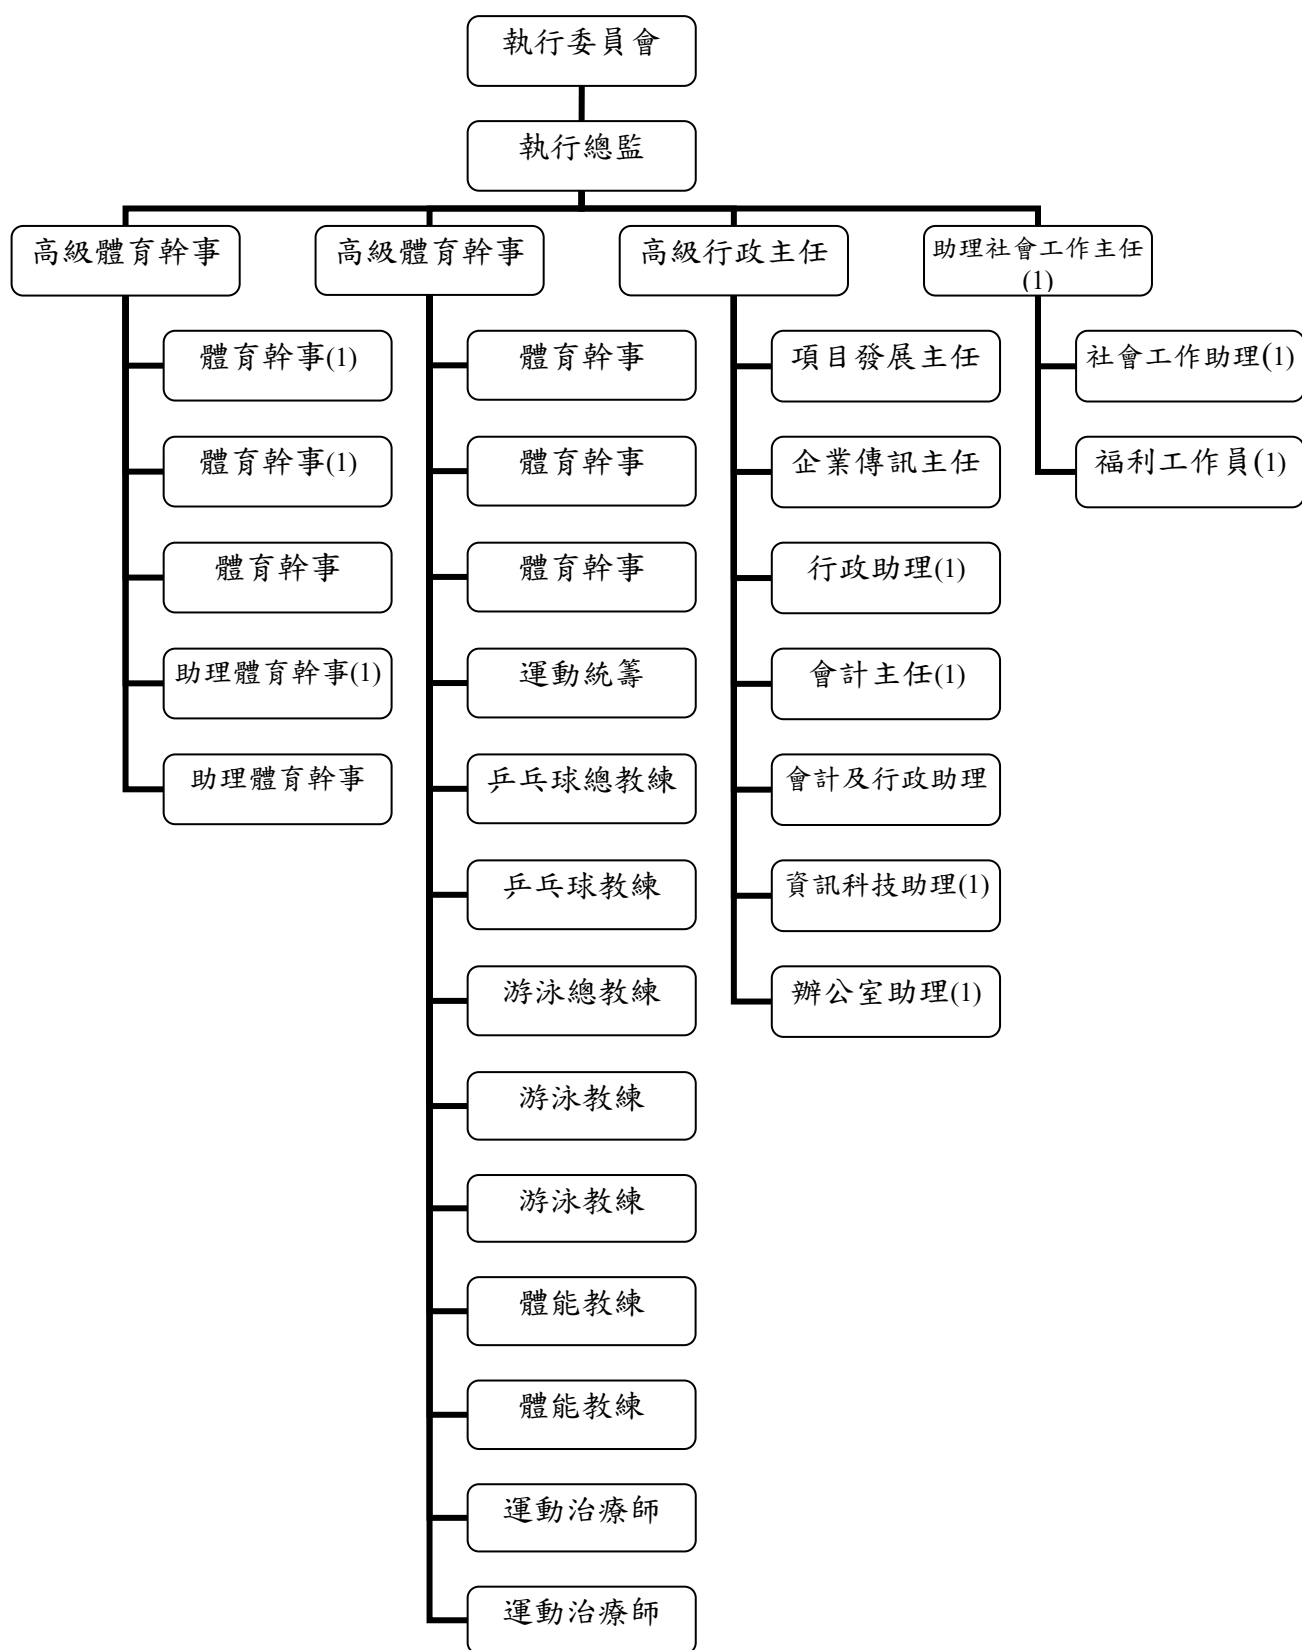 執行委員會
執行總監
高級體育幹事
高級體育幹事
高級行政主任
助理社會工作主任
(1)
體育幹事(1)
體育幹事(1)
體育幹事
助理體育幹事(1)
助理體育幹事
體育幹事
體育幹事
體育幹事
運動統籌
乒乓球總教練
乒乓球教練
游泳總教練
游泳教練
游泳教練
體能教練
體能教練
運動治療師
運動治療師
項目發展主任
企業傳訊主任
行政助理(1)
會計主任(1)
會計及行政助理
資訊科技助理(1)
辦公室助理(1)
社會工作助理(1)
福利工作員(1)